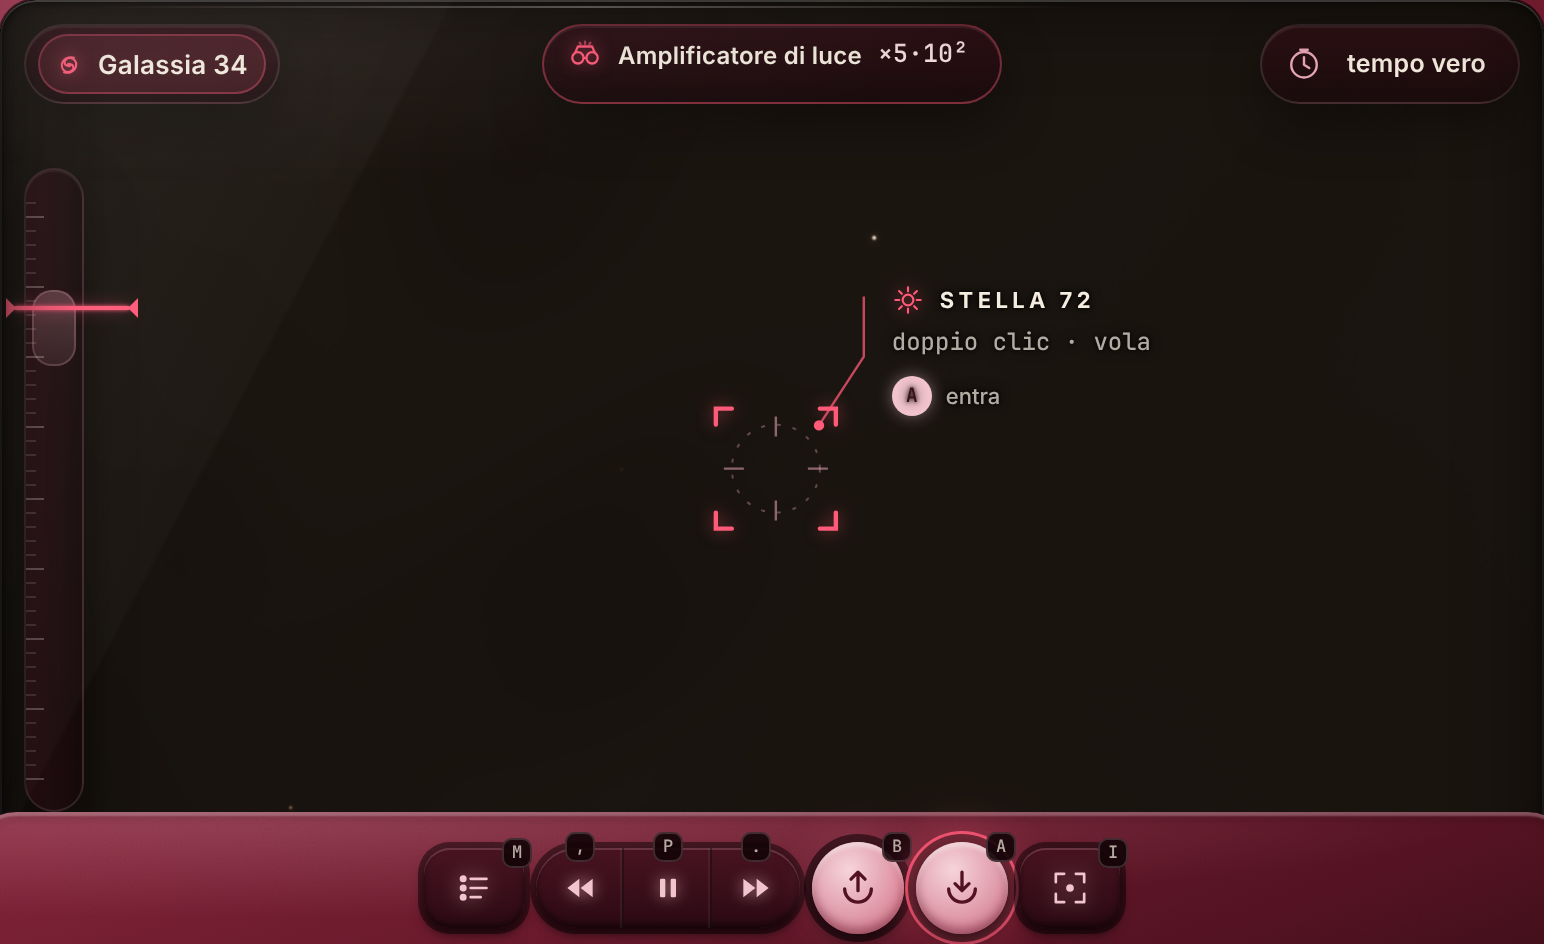 Galassia 34
Amplificatore di luce ×5·10²
tempo vero
STELLA 72
doppio clic · vola
A entra
M
,
P
.
B
A
I